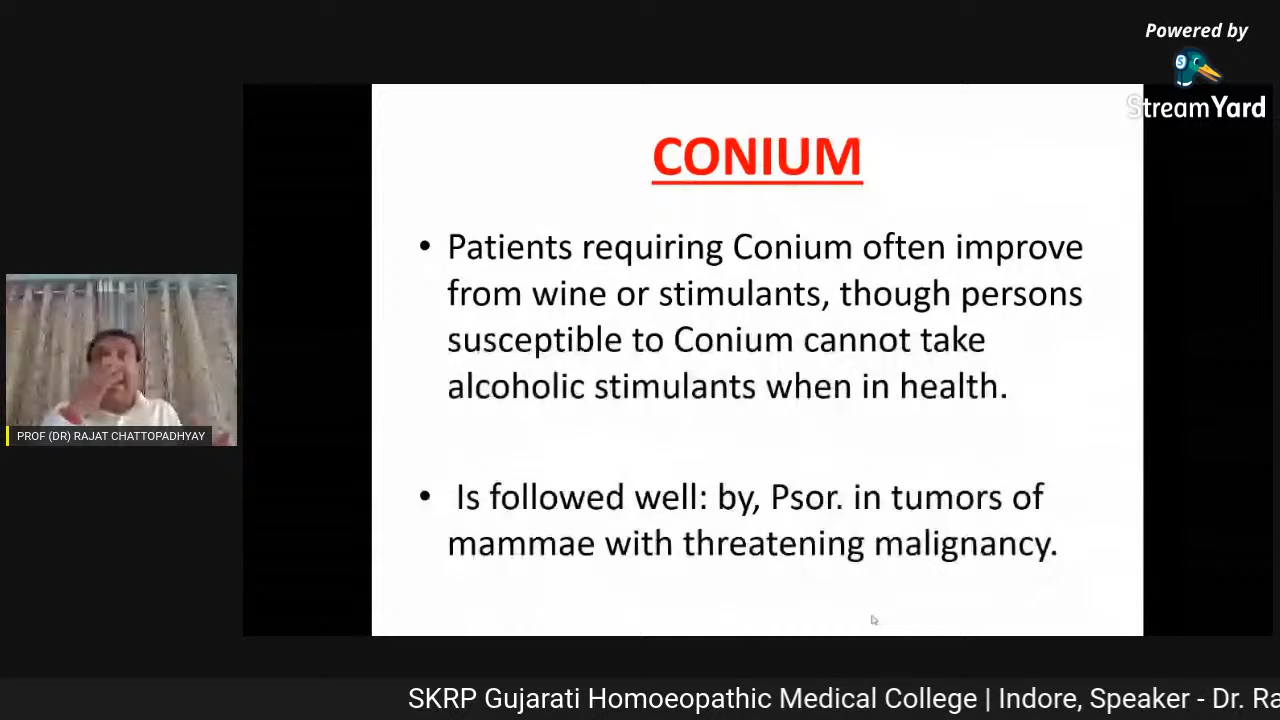 Powered by
StreamYard
CONIUM
• Patients requiring Conium often improve
from wine or stimulants, though persons
susceptible to Conium cannot take
alcoholic stimulants when in health.
• Is followed well: by, Psor. in tumors of
mammae with threatening malignancy.
PROF (DR) RAJAT CHATTOPADHYAY
SKRP Gujarati Homoeopathic Medical College | Indore, Speaker - Dr. Ra